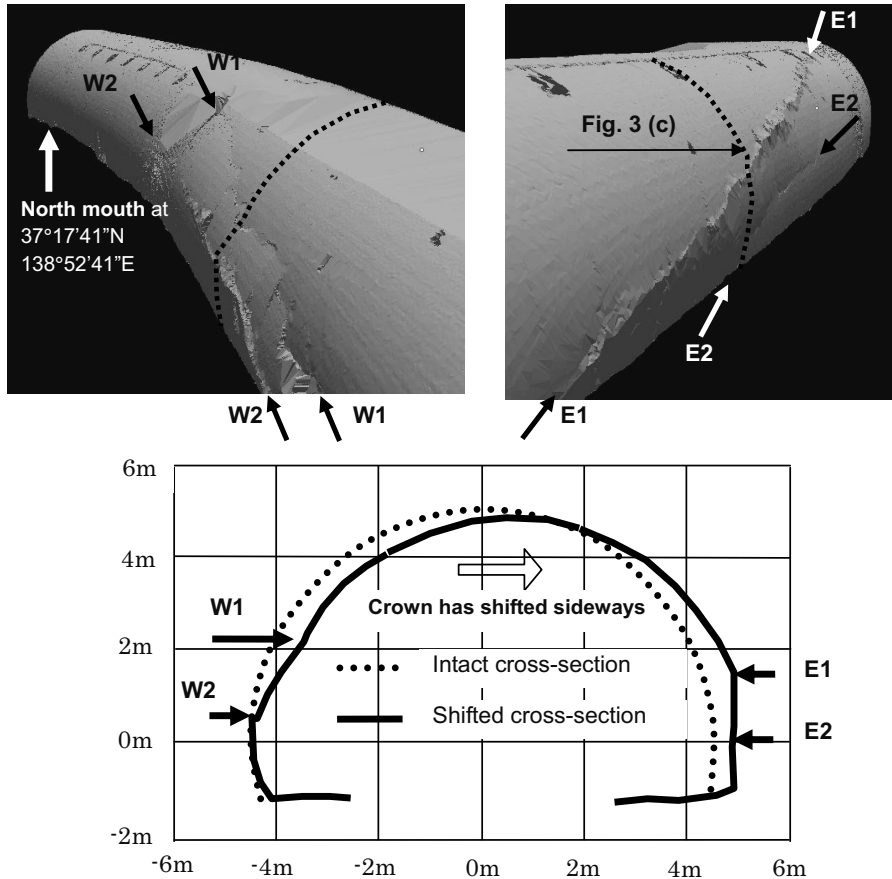 W1
W2
North mouth at
37°17'41"N
138°52'41"E
W2
W1
E1
E2
Fig. 3 (c)
E2
E1
6m
4m
2m
0m
-2m
-6m
-4m
-2m
0m
2m
4m
6m
W1
W2
Crown has shifted sideways
Intact cross-section
Shifted cross-section
E1
E2